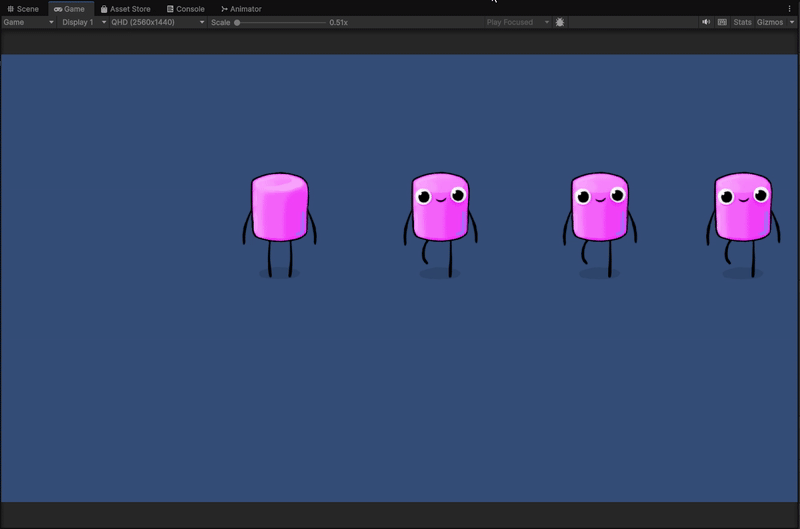 Scene Game Asset Store Console Animator
Game Display 1 QHD (2560x1440) Scale 0.51x Play Focused Stats Gizmos